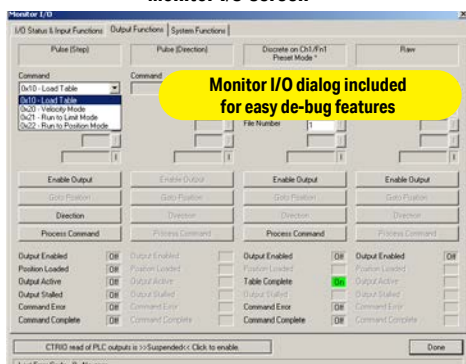 Monitor I/O
I/O Status & Input Functions Output Functions System Functions
Pulse (Step) Pulse (Direction) Discrete on Ch1/Fn1 Raw
Preset Mode *
Command Command
0x10 - Load Table
0x10 - Load Table
0x20 - Velocity Mode
0x21 - Run to Limit Mode
0x22 - Run to Position Mode
Monitor I/O dialog included
for easy de-bug features
File Number 1
Enable Output Enable Output Enable Output Enable Output
Goto Position Goto Position Goto Position Goto Position
Direction Direction Direction Direction
Process Command Process Command Process Command Process Command
Output Enabled Off Output Enabled Output Enabled Off Output Enabled Off
Position Loaded Off Position Loaded Position Loaded Position Loaded
Output Active Off Output Active Table Complete On Output Active
Output Stalled Off Output Stalled Output Stalled Output Stalled
Command Error Off Command Error Command Error Off Command Error
Command Complete Off Command Complete Command Complete Off Command Complete
CTRIO read of PLC outputs is >>Suspended<< Click to enable. Done